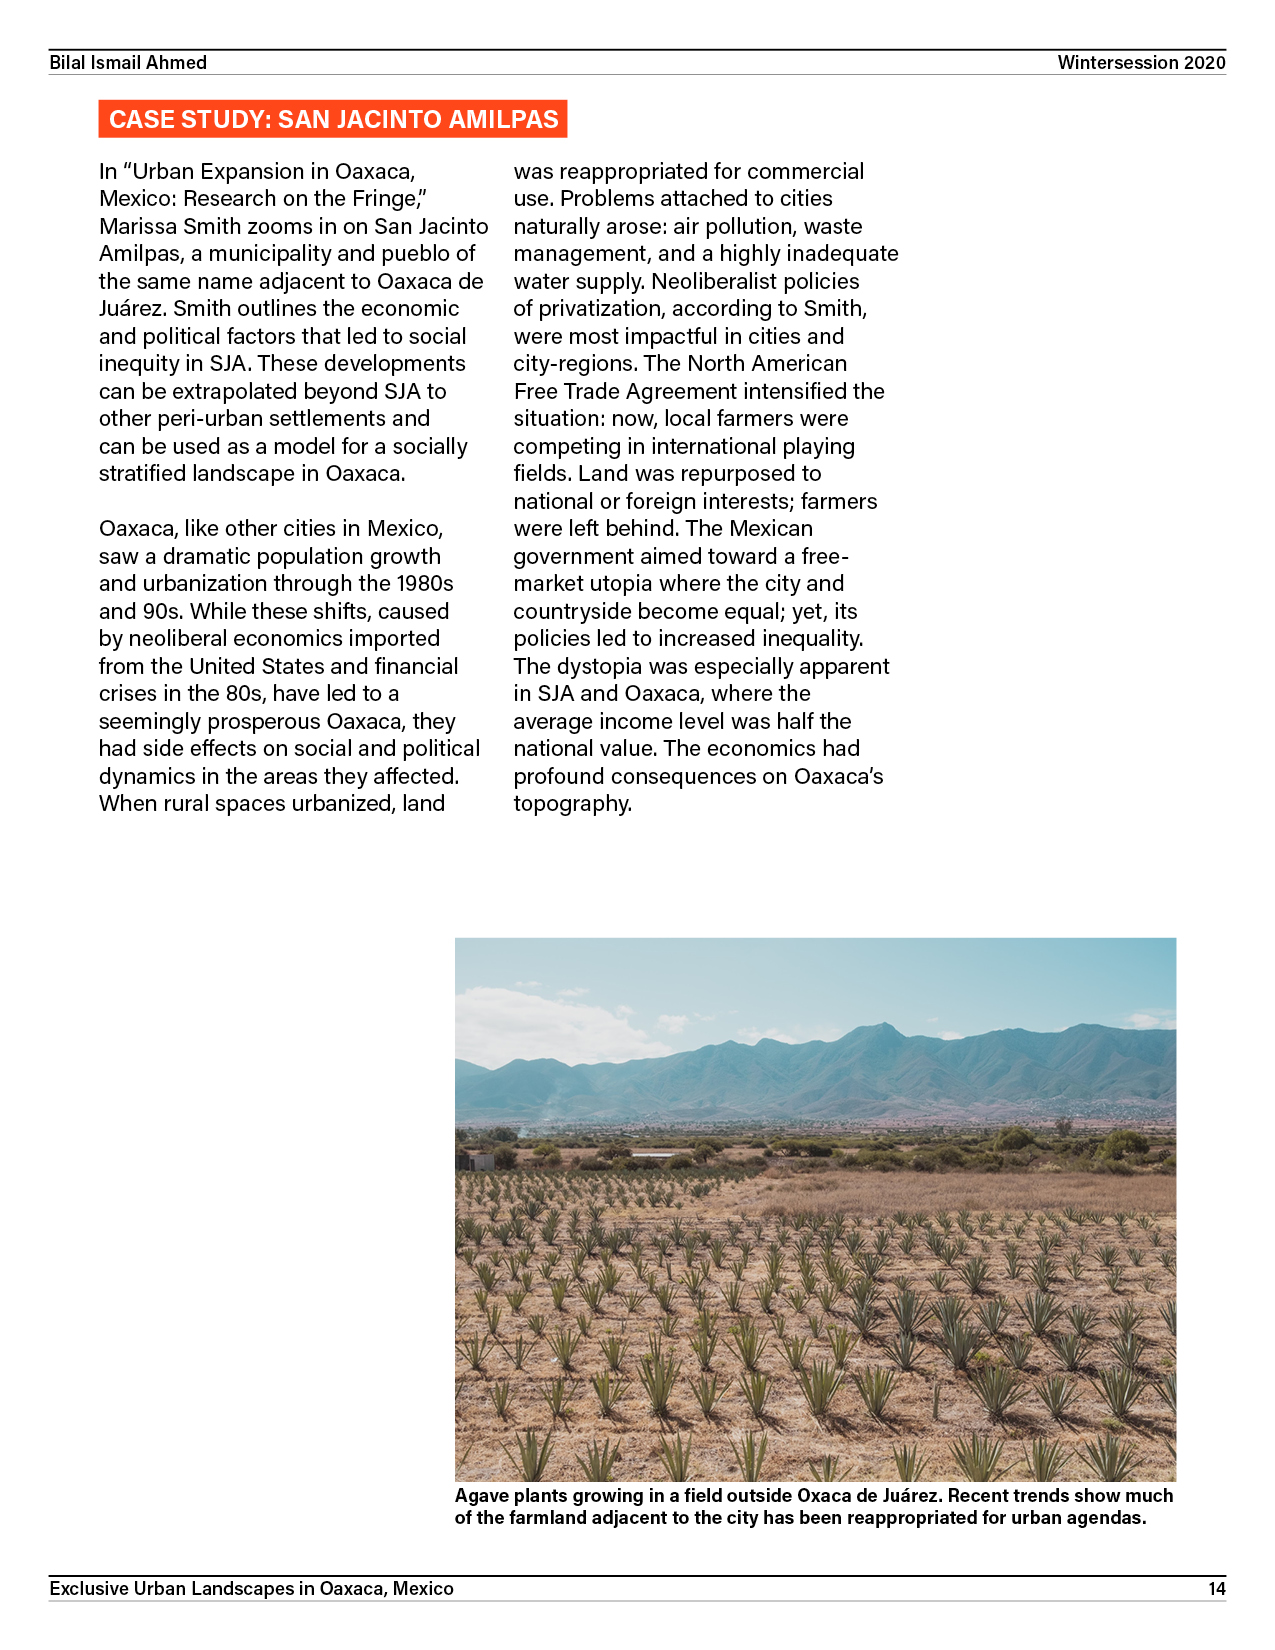 Bilal Ismail Ahmed
Wintersession 2020
CASE STUDY: SAN JACINTO AMILPAS
In “Urban Expansion in Oaxaca,
Mexico: Research on the Fringe,”
Marissa Smith zooms in on San Jacinto
Amilpas, a municipality and pueblo of
the same name adjacent to Oaxaca de
Juárez. Smith outlines the economic
and political factors that led to social
inequity in SJA. These developments
can be extrapolated beyond SJA to
other peri-urban settlements and
can be used as a model for a socially
stratified landscape in Oaxaca.
Oaxaca, like other cities in Mexico,
saw a dramatic population growth
and urbanization through the 1980s
and 90s. While these shifts, caused
by neoliberal economics imported
from the United States and financial
crises in the 80s, have led to a
seemingly prosperous Oaxaca, they
had side effects on social and political
dynamics in the areas they affected.
When rural spaces urbanized, land
was reappropriated for commercial
use. Problems attached to cities
naturally arose: air pollution, waste
management, and a highly inadequate
water supply. Neoliberalist policies
of privatization, according to Smith,
were most impactful in cities and
city-regions. The North American
Free Trade Agreement intensified the
situation: now, local farmers were
competing in international playing
fields. Land was repurposed to
national or foreign interests; farmers
were left behind. The Mexican
government aimed toward a free-
market utopia where the city and
countryside become equal; yet, its
policies led to increased inequality.
The dystopia was especially apparent
in SJA and Oaxaca, where the
average income level was half the
national value. The economics had
profound consequences on Oaxaca’s
topography.
Agave plants growing in a field outside Oxaca de Juárez. Recent trends show much
of the farmland adjacent to the city has been reappropriated for urban agendas.
Exclusive Urban Landscapes in Oaxaca, Mexico
14